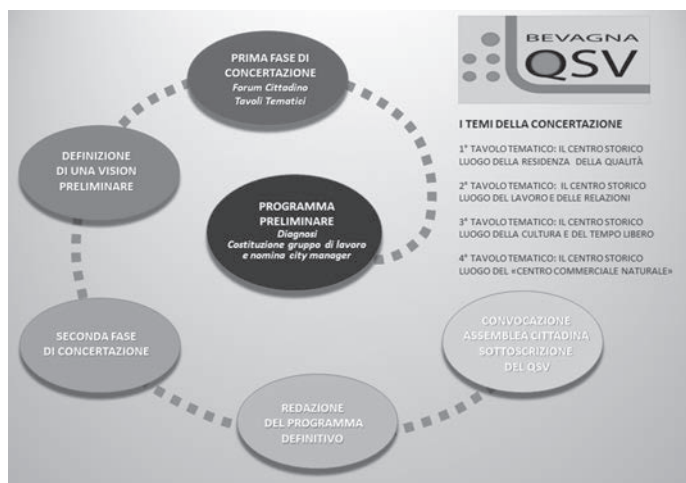 BEVAGNA
QSV
PRIMA FASE DI
CONCERTAZIONE
Forum Cittadino
Tavoli Tematici
DEFINIZIONE
DI UNA VISION
PRELIMINARE
PROGRAMMA
PRELIMINARE
Diagnosi
Costituzione gruppo di lavoro
e nomina city manager
SECONDA FASE
DI CONCERTAZIONE
REDAZIONE
DEL PROGRAMMA
DEFINITIVO
CONVOCAZIONE
ASSEMBLEA CITTADINA
SOTTOSCRIZIONE
DEL QSV
I TEMI DELLA CONCERTAZIONE
1° TAVOLO TEMATICO: IL CENTRO STORICO
LUOGO DELLA RESIDENZA DELLA QUALITÀ
2° TAVOLO TEMATICO: IL CENTRO STORICO
LUOGO DEL LAVORO E DELLE RELAZIONI
3° TAVOLO TEMATICO: IL CENTRO STORICO
LUOGO DELLA CULTURA E DEL TEMPO LIBERO
4° TAVOLO TEMATICO: IL CENTRO STORICO
LUOGO DEL «CENTRO COMMERCIALE NATURALE»